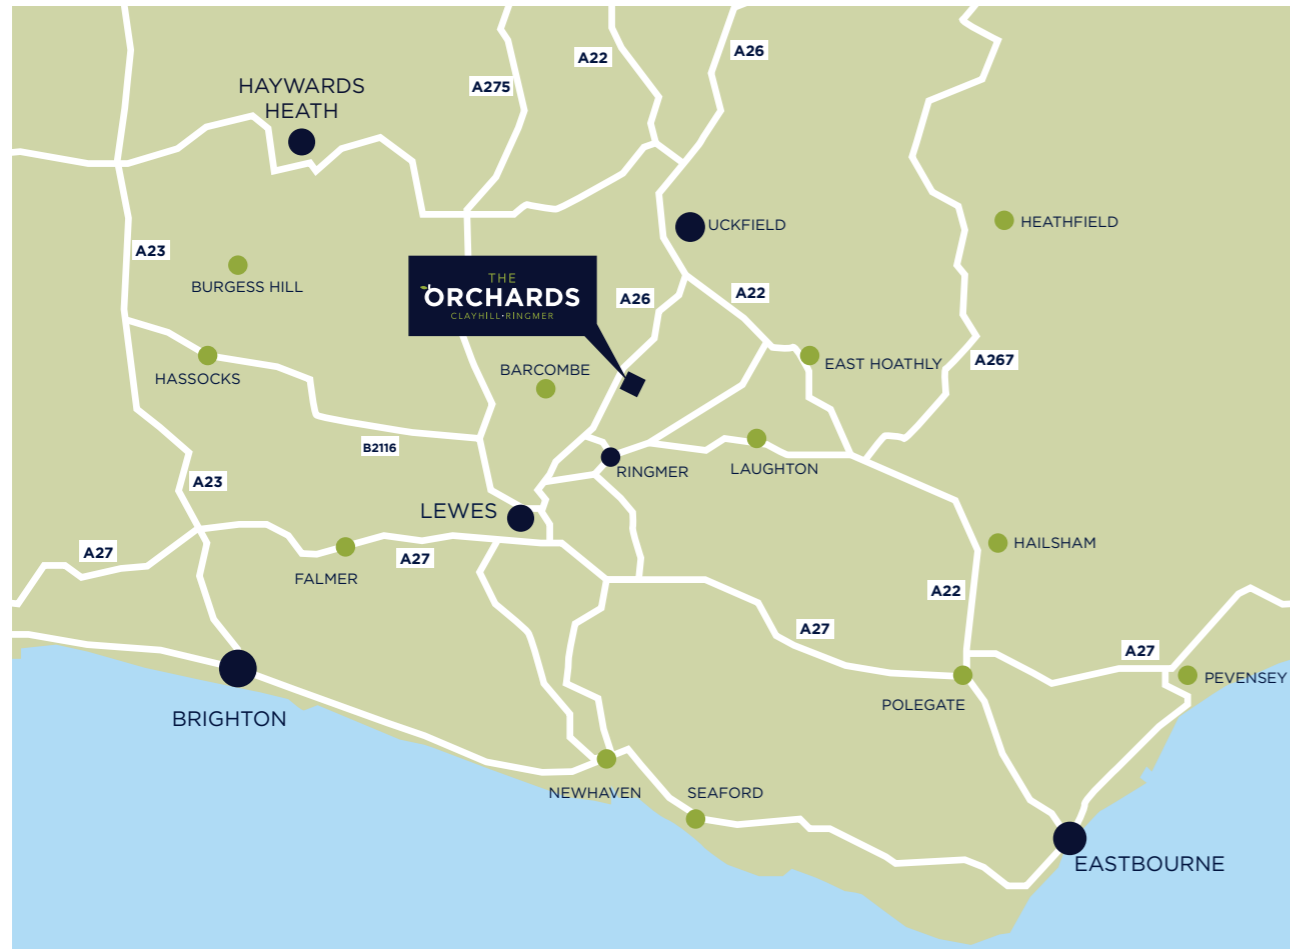 A26
A22
HAYWARDS
HEATH
A275
HEATHFIELD
UCKFIELD
A23
BURGESS HILL
THE
ORCHARDS
CLAYHILL•RINGMER
A26
A22
HASSOCKS
BARCOMBE
EAST HOATHLY
A267
B2116
RINGMER
LAUGHTON
A23
LEWES
A27
FALMER
A27
HAILSHAM
A22
A27
A27
PEVENSEY
POLEGATE
BRIGHTON
NEWHAVEN
SEAFORD
EASTBOURNE